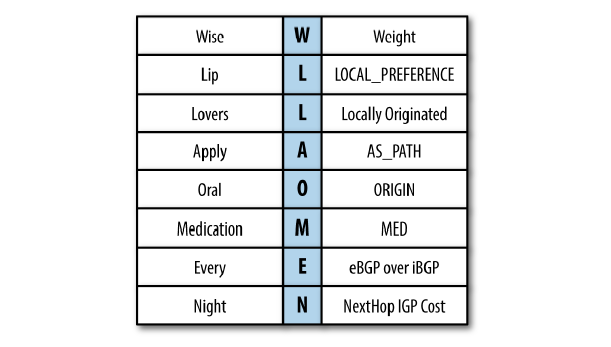 Wise W Weight
Lip L LOCAL_PREFERENCE
Lovers L Locally Originated
Apply A AS_PATH
Oral O ORIGIN
Medication M MED
Every E eBGP over iBGP
Night N NextHop IGP Cost